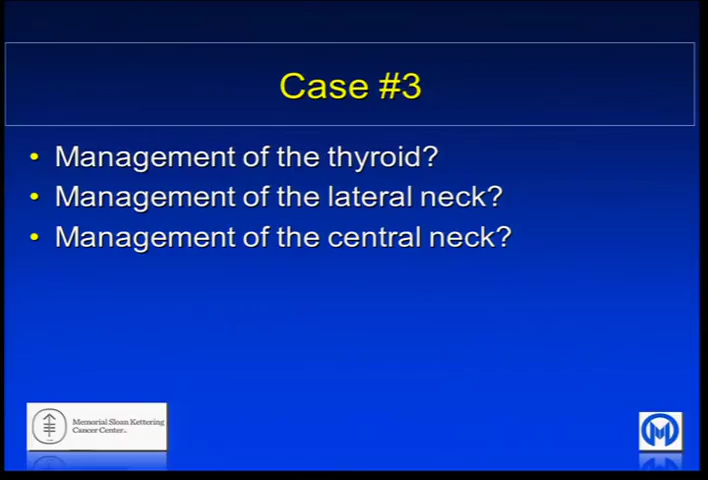 Case #3
• Management of the thyroid?
• Management of the lateral neck?
• Management of the central neck?
Memorial Sloan Kettering
Cancer Center